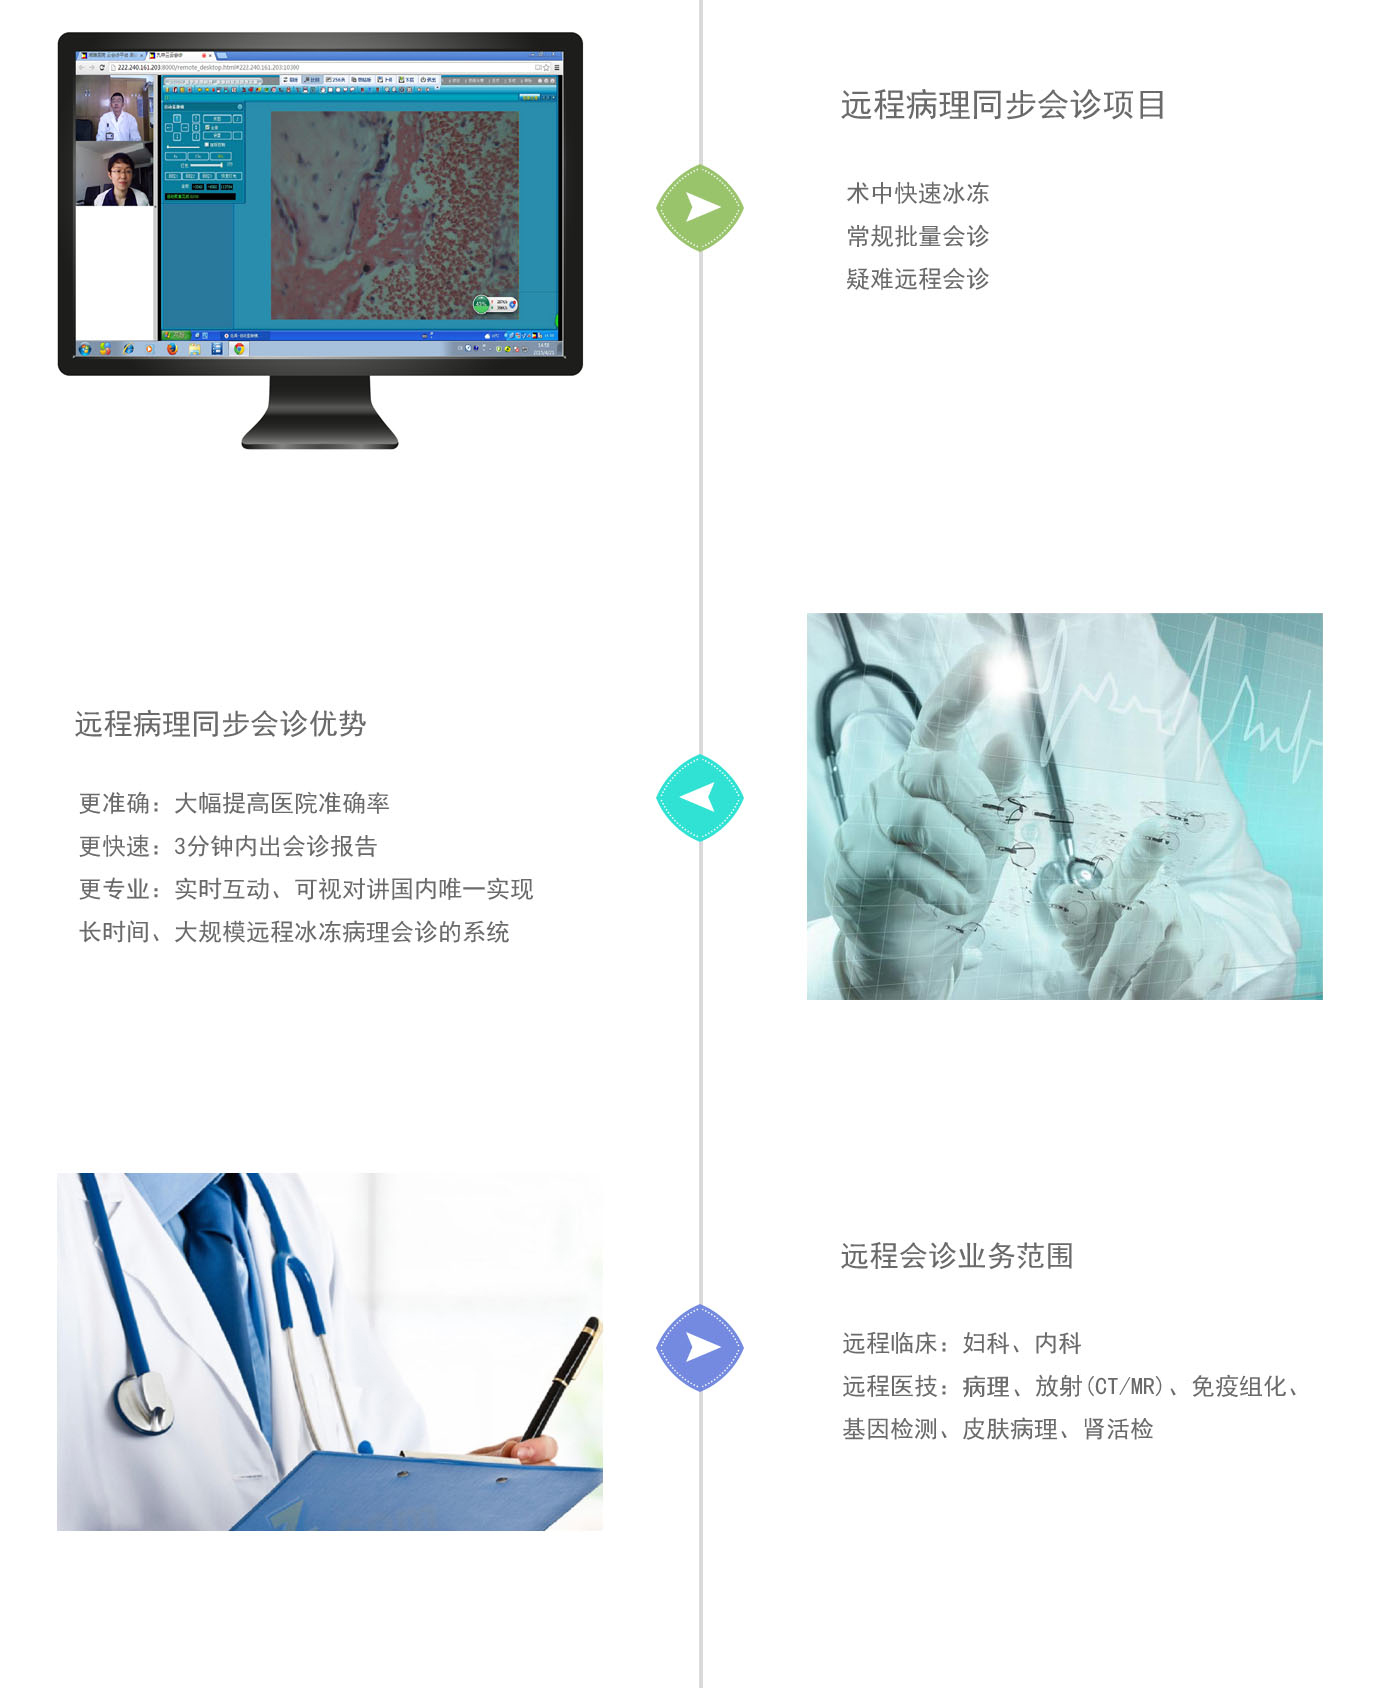 222.240.161.203:8000/remote_desktop.html#222.240.161.203:10390
远程病理同步会诊项目
术中快速冰冻
常规批量会诊
疑难远程会诊
远程病理同步会诊优势
更准确：大幅提高医院准确率
更快速：3分钟内出会诊报告
更专业：实时互动、可视对讲国内唯一实现
长时间、大规模远程冰冻病理会诊的系统
远程会诊业务范围
远程临床：妇科、内科
远程医技：病理、放射(CT/MR)、免疫组化、
基因检测、皮肤病理、肾活检